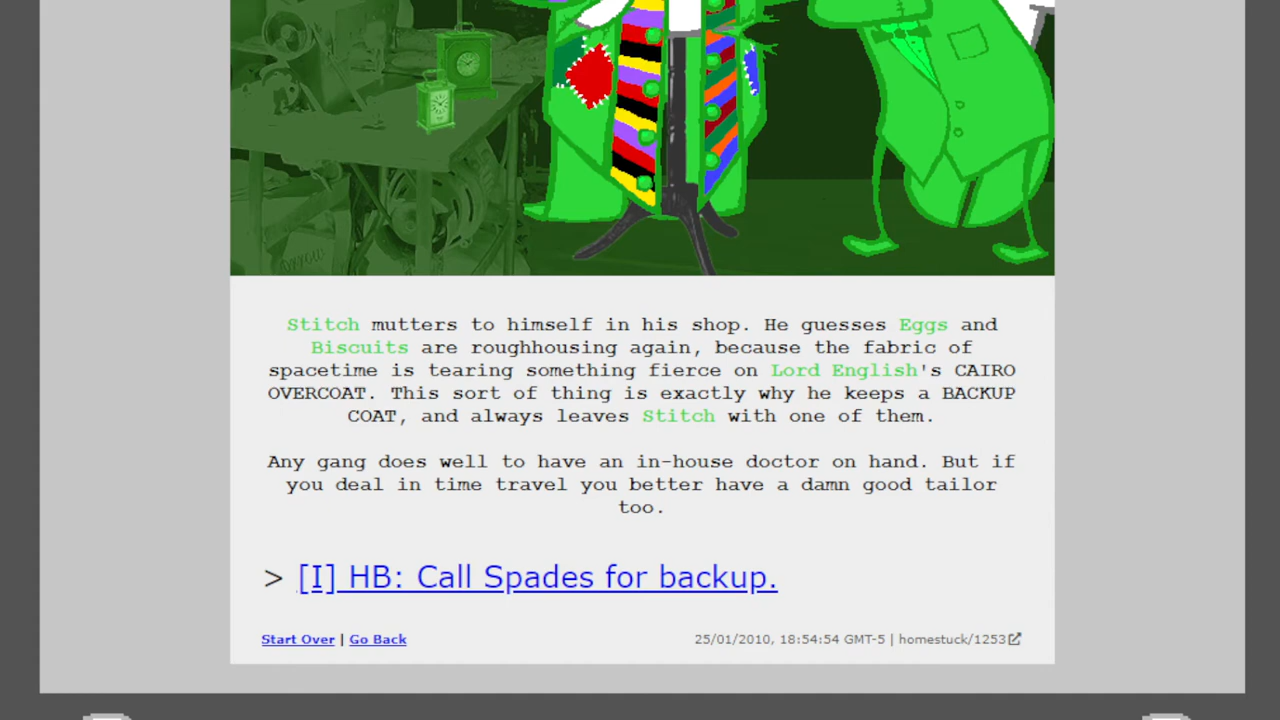 Stitch mutters to himself in his shop. He guesses Eggs and
Biscuits are roughhousing again, because the fabric of
spacetime is tearing something fierce on Lord English's CAIRO
OVERCOAT. This sort of thing is exactly why he keeps a BACKUP
COAT, and always leaves Stitch with one of them.
Any gang does well to have an in-house doctor on hand. But if
you deal in time travel you better have a damn good tailor
too.
> [I] HB: Call Spades for backup.
Start Over | Go Back 25/01/2010, 18:54:54 GMT-5 | homestuck/1253